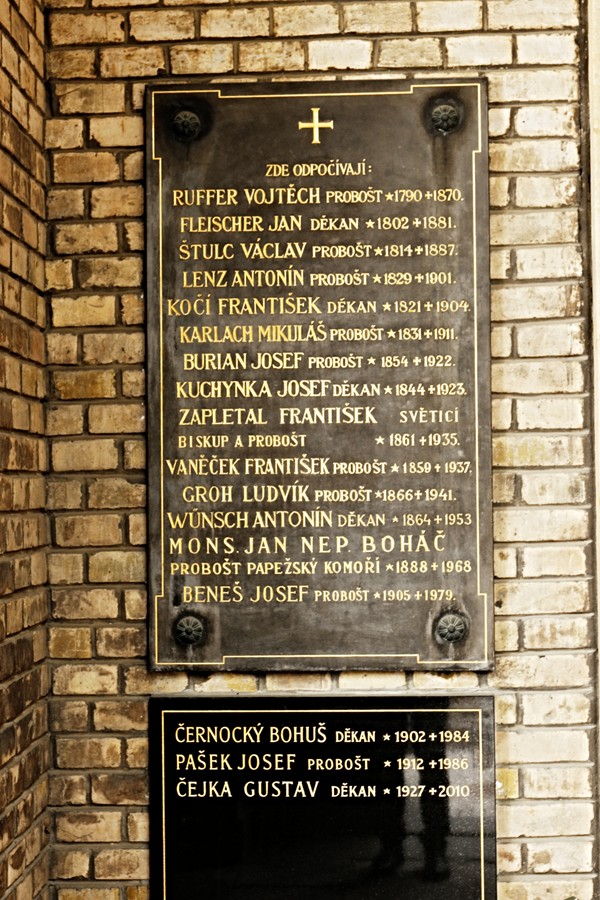 ZDE ODPOČÍVAJÍ:
RUFFER VOJTĚCH PROBOŠT *1790+1870.
FLEISCHER JAN DĚKAN *1802+1881.
ŠTULC VÁCLAV PROBOŠT *1814+1887.
LENZ ANTONÍN PROBOŠT *1829+1901.
KOČÍ FRANTIŠEK DĚKAN *1821+1904.
KARLACH MIKULÁŠ PROBOŠT *1831+1911.
BURIAN JOSEF PROBOŠT * 1854+1922.
KUCHYNKA JOSEF DĚKAN *1844+1923.
ZAPLETAL FRANTIŠEK SVĚTICÍ
BISKUP A PROBOŠT *1861+1935.
VANĚČEK FRANTIŠEK PROBOŠT *1859+1937.
GROH LUDVÍK PROBOŠT *1866+1941.
WÜNSCH ANTONÍN DĚKAN *1864+1953
MONS. JAN NEP. BOHÁČ
PROBOŠT PAPEŽSKÝ KOMOŘÍ *1888+1968
BENEŠ JOSEF PROBOŠT *1905+1979.
ČERNOCKÝ BOHUŠ DĚKAN *1902+1984
PAŠEK JOSEF PROBOŠT *1912+1986
ČEJKA GUSTAV DĚKAN *1927+2010